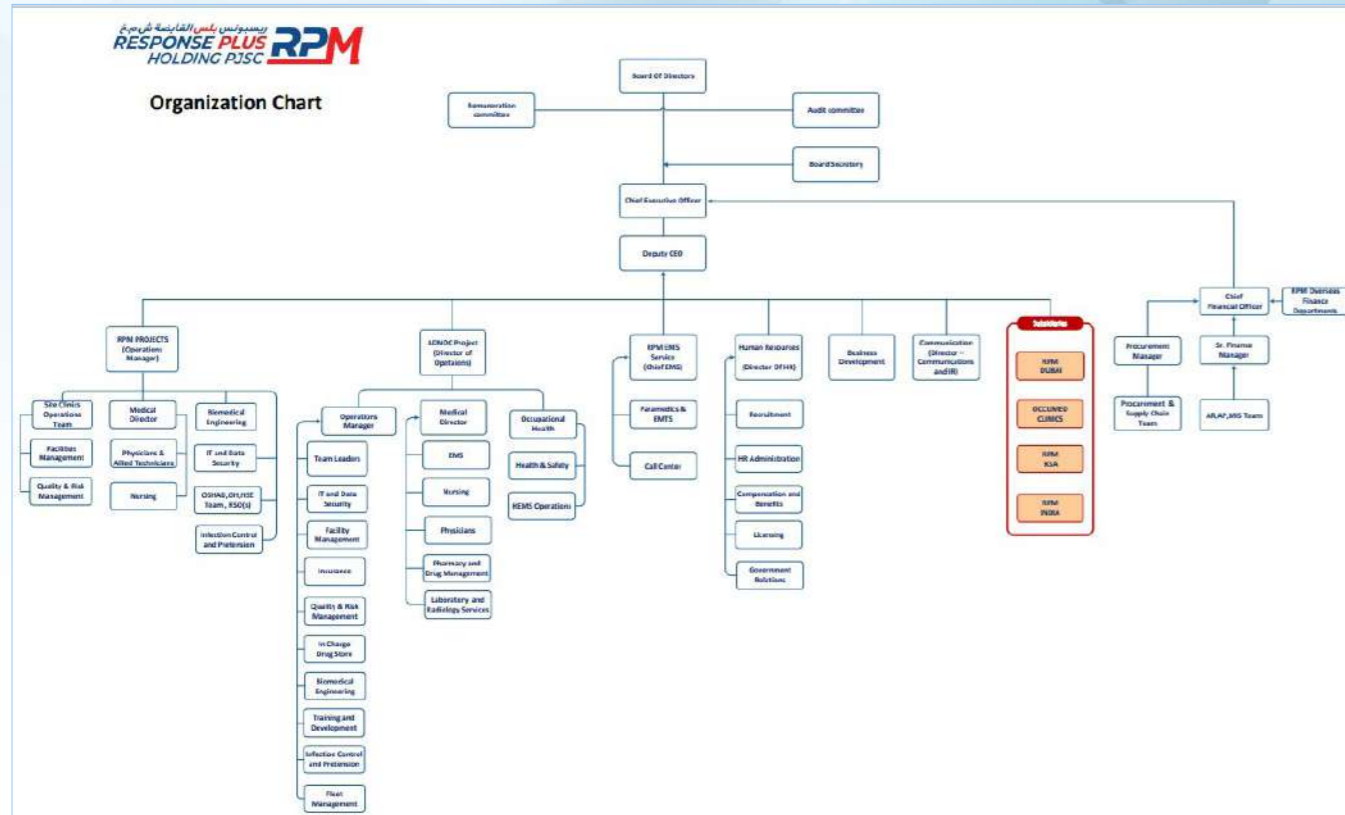 ريسبونس بلس القابضة ش.م.ع
RESPONSE PLUS
HOLDING PJSC
RPM
Organization Chart
Board Of Directors
Remuneration
committee
Audit committee
Board Secretary
Chief Executive Officer
Deputy CEO
Chief
Financial Officer
RPM Overseas
Finance
Departments
Procurement
Manager
Sr. Finance
Manager
Procurement &
Supply Chain
Team
AR,AP,MIS Team
RPM PROJECTS
(Operations
Manager)
Site Clinics
Operations
Team
Facilities
Management
Quality & Risk
Management
Medical
Director
Physicians &
Allied Technicians
Nursing
Biomedical
Engineering
IT and Data
Security
OSHAD,OH,HSE
Team, RSO(s)
Infection Control
and Pretension
ADNOC Project
(Director of
Opetaions)
Operations
Manager
Team Leaders
IT and Data
Security
Facility
Management
Insurance
Quality & Risk
Management
In Charge
Drug Store
Biomedical
Engineering
Training and
Development
Infection Control
and Pretension
Fleet
Management
Medical
Director
EMS
Nursing
Physicians
Pharmacy and
Drug Management
Laboratory and
Radiology Services
Occupational
Health
Health & Safety
HEMS Operations
RPM EMS
Service
(Chief EMS)
Paramedics &
EMTS
Call Center
Human Resources
(Director Of HR)
Recruitment
HR Administration
Compensation and
Benefits
Licensing
Government
Relations
Business
Development
Communication
(Director –
Communications
and IR)
Subsidiaries
RPM
DUBAI
OCCUMED
CLINICS
RPM
KSA
RPM
INDIA